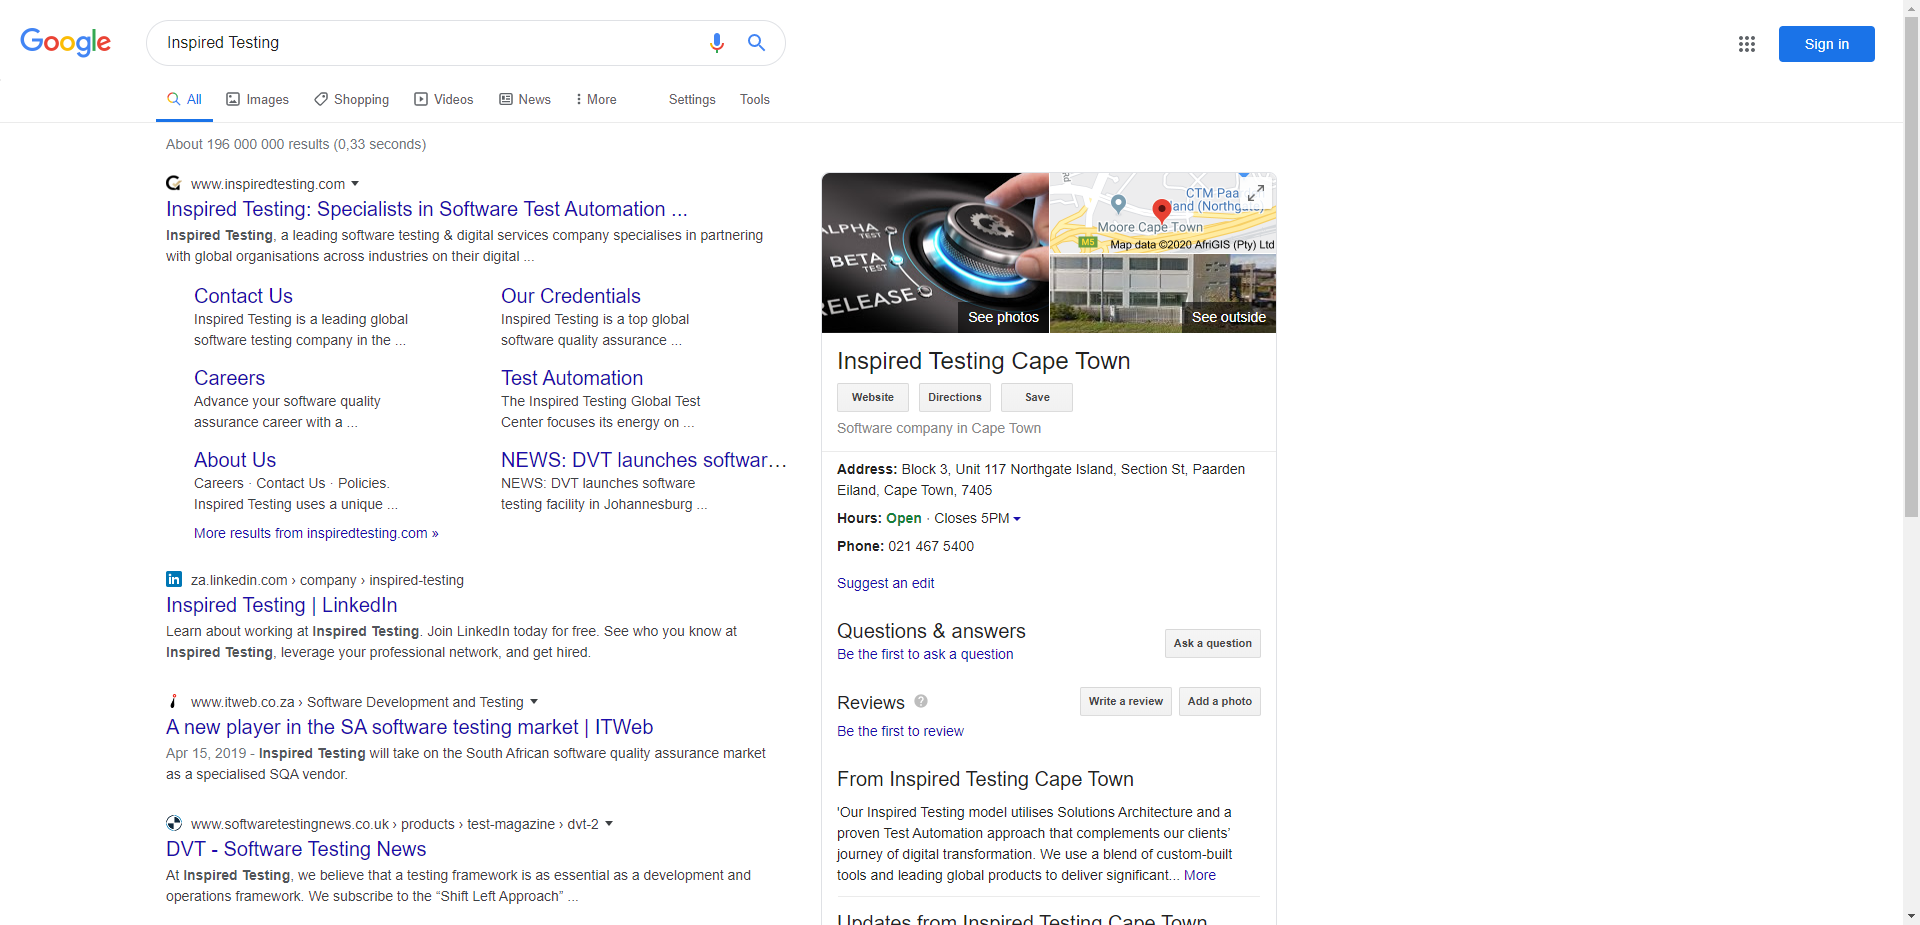 Google
Inspired Testing
Sign in
All
Images
Shopping
Videos
News
More
Settings
Tools
About 196 000 000 results (0,33 seconds)
www.inspiredtesting.com
Inspired Testing: Specialists in Software Test Automation ...
Inspired Testing, a leading software testing & digital services company specialises in partnering
with global organisations across industries on their digital ...
Contact Us
Inspired Testing is a leading global
software testing company in the ...
Our Credentials
Inspired Testing is a top global
software quality assurance ...
Careers
Advance your software quality
assurance career with a ...
Test Automation
The Inspired Testing Global Test
Center focuses its energy on ...
About Us
Careers · Contact Us · Policies.
Inspired Testing uses a unique ...
NEWS: DVT launches softwar…
NEWS: DVT launches software
testing facility in Johannesburg ...
More results from inspiredtesting.com »
in
za.linkedin.com › company › inspired-testing
Inspired Testing | LinkedIn
Learn about working at Inspired Testing. Join LinkedIn today for free. See who you know at
Inspired Testing, leverage your professional network, and get hired.
www.itweb.co.za › Software Development and Testing
A new player in the SA software testing market | ITWeb
Apr 15, 2019 - Inspired Testing will take on the South African software quality assurance market
as a specialised SQA vendor.
www.softwaretestingnews.co.uk › products › test-magazine › dvt-2
DVT - Software Testing News
At Inspired Testing, we believe that a testing framework is as essential as a development and
operations framework. We subscribe to the “Shift Left Approach” ...
ALPHA
TEST
BETA
TEST
RELEASE
See photos
CTM Paa
land (Northgate)
Moore Cape Town
M5
Map data ©2020 AfriGIS (Pty) Ltd
See outside
Inspired Testing Cape Town
Website
Directions
Save
Software company in Cape Town
Address: Block 3, Unit 117 Northgate Island, Section St, Paarden
Eiland, Cape Town, 7405
Hours: Open · Closes 5PM
Phone: 021 467 5400
Suggest an edit
Questions & answers
Be the first to ask a question
Ask a question
Reviews
Write a review
Add a photo
Be the first to review
From Inspired Testing Cape Town
'Our Inspired Testing model utilises Solutions Architecture and a
proven Test Automation approach that complements our clients’
journey of digital transformation. We use a blend of custom-built
tools and leading global products to deliver significant... More
Updates from Inspired Testing Cape Town